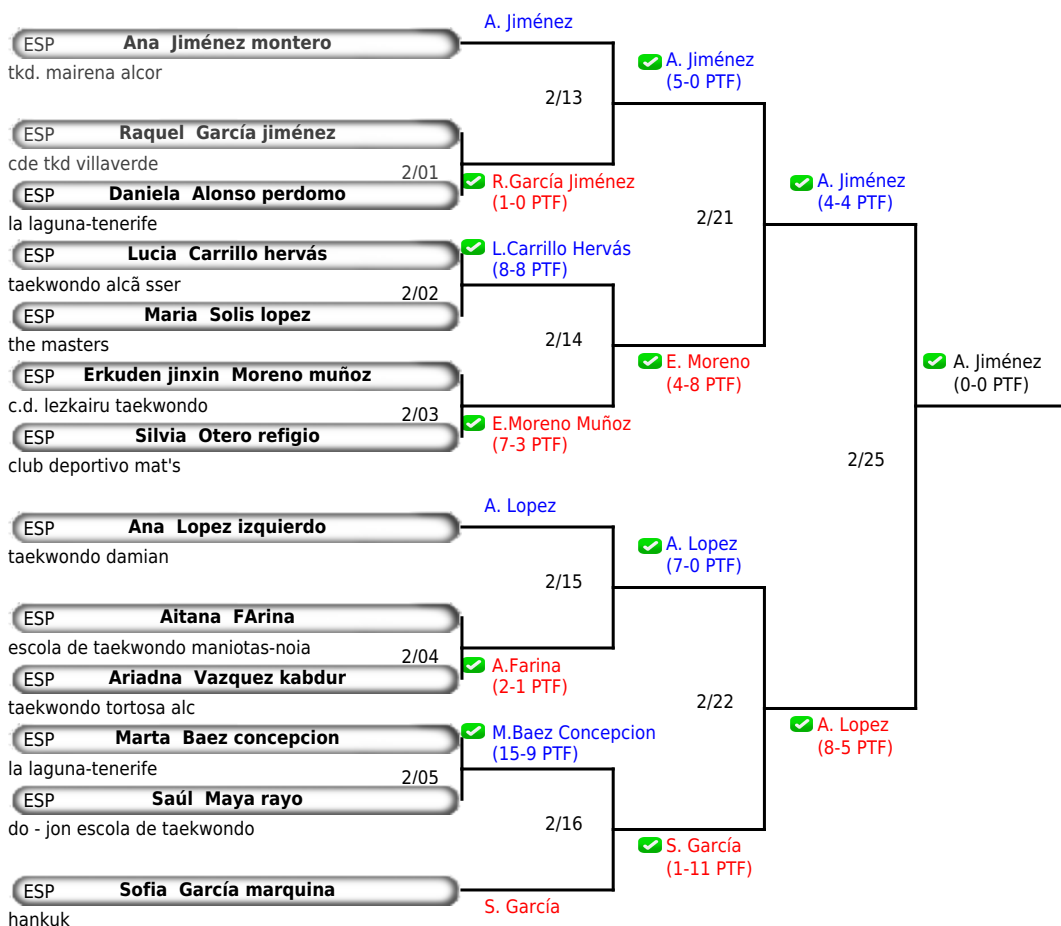 A. Jiménez
ESP Ana Jiménez montero
tkd. mairena alcor
A. Jiménez
(5-0 PTF)
2/13
ESP Raquel García jiménez
cde tkd villaverde
2/01
R.García Jiménez
(1-0 PTF)
ESP Daniela Alonso perdomo
la laguna-tenerife
A. Jiménez
(4-4 PTF)
2/21
L.Carrillo Hervás
(8-8 PTF)
ESP Lucia Carrillo hervás
taekwondo alcã sser
2/02
ESP Maria Solis lopez
the masters
2/14
E. Moreno
(4-8 PTF)
A. Jiménez
(0-0 PTF)
ESP Erkuden jinxin Moreno muñoz
c.d. lezkairu taekwondo
2/03
E.Moreno Muñoz
(7-3 PTF)
ESP Silvia Otero refigio
club deportivo mat's
2/25
A. Lopez
ESP Ana Lopez izquierdo
taekwondo damian
A. Lopez
(7-0 PTF)
2/15
ESP Aitana FArina
escola de taekwondo maniotas-noia
2/04
A.Farina
(2-1 PTF)
ESP Ariadna Vazquez kabdur
taekwondo tortosa alc
2/22
A. Lopez
(8-5 PTF)
M.Baez Concepcion
(15-9 PTF)
ESP Marta Baez concepcion
la laguna-tenerife
2/05
ESP Saúl Maya rayo
do - jon escola de taekwondo
2/16
S. García
(1-11 PTF)
ESP Sofia García marquina
S. García
hankuk